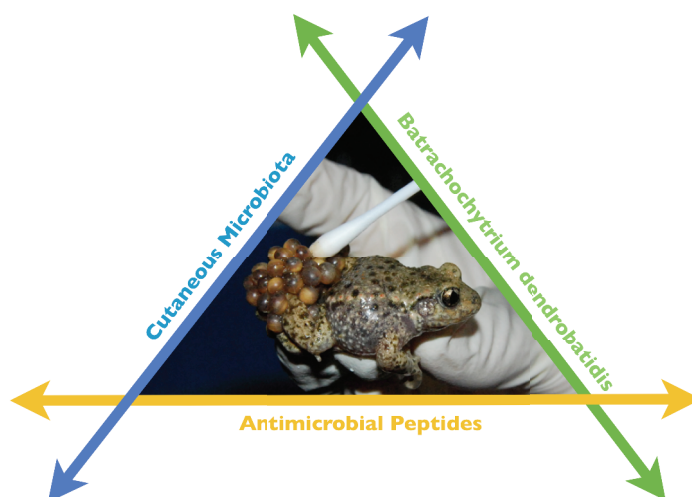 Cutaneous Microbiota
Batrachochytrium dendrobatidis
Antimicrobial Peptides